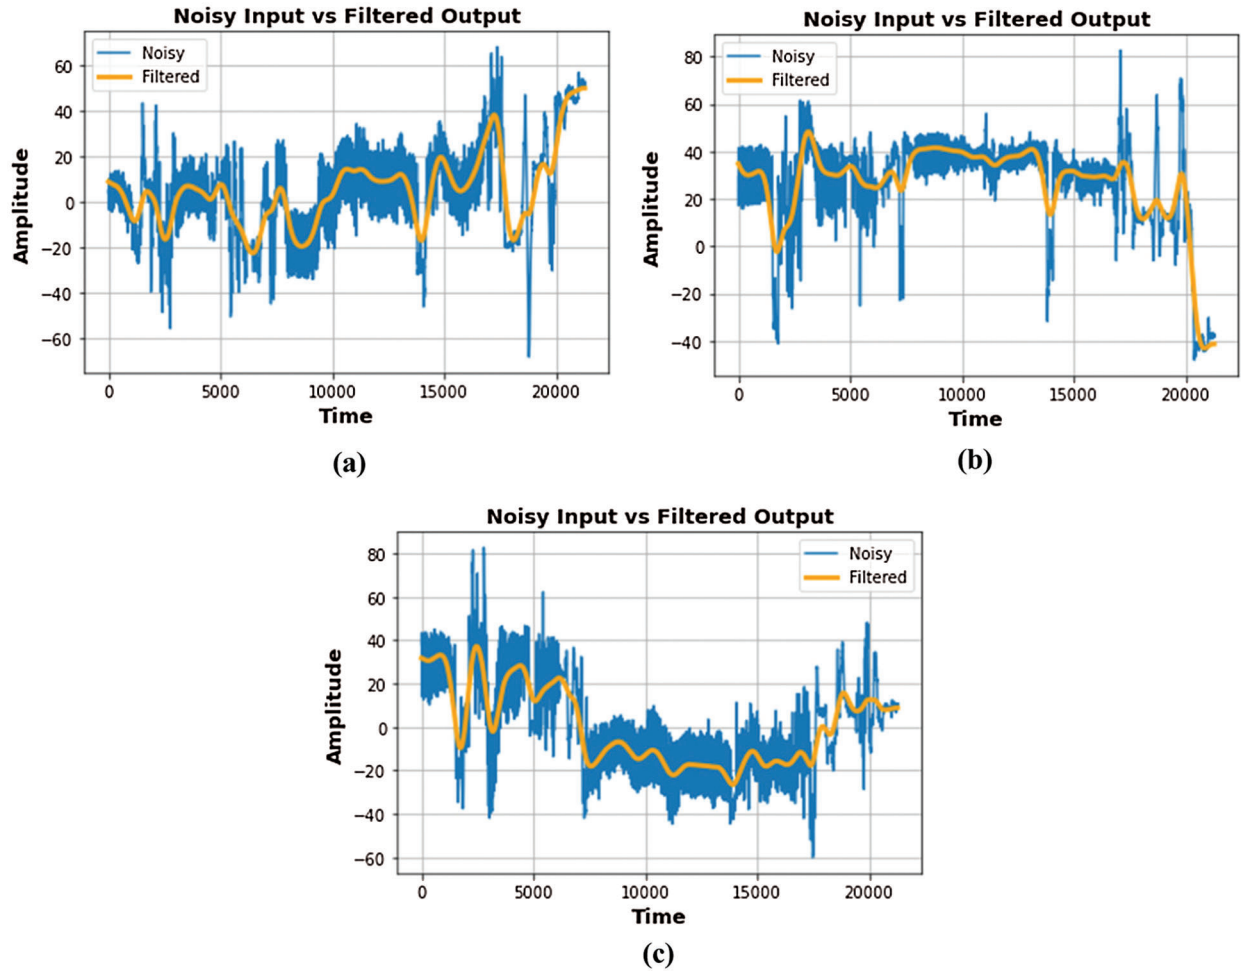 Noisy Input vs Filtered Output
Noisy
Filtered
60
40
20
0
−20
−40
−60
Amplitude
0 5000 10000 15000 20000
Time
(a)
Noisy Input vs Filtered Output
Noisy
Filtered
80
60
40
20
0
−20
−40
Amplitude
0 5000 10000 15000 20000
Time
(b)
Noisy Input vs Filtered Output
Noisy
Filtered
80
60
40
20
0
−20
−40
−60
Amplitude
0 5000 10000 15000 20000
Time
(c)